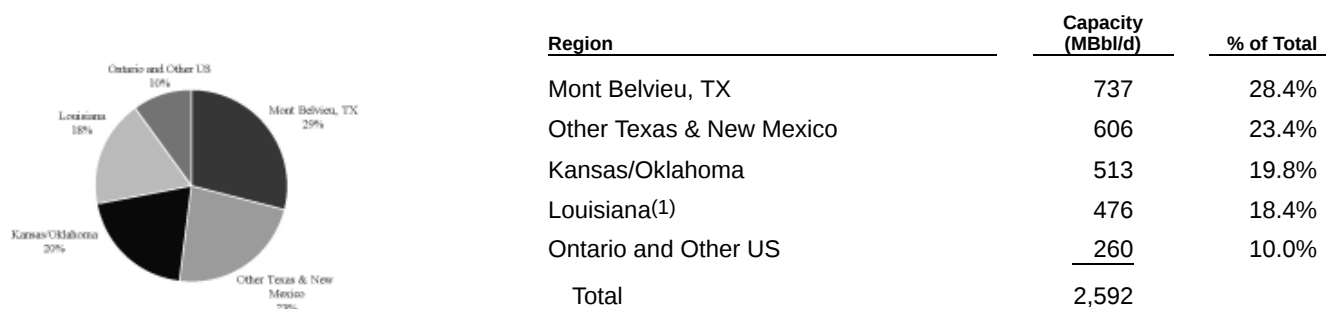 Ontario and Other US
10%
Louisiana
18%
Mont Belvieu, TX
29%
Kansas/Oklahoma
20%
Other Texas & New
Mexico
23%
Region
Capacity
(MBbl/d)
% of Total
Mont Belvieu, TX 737 28.4%
Other Texas & New Mexico 606 23.4%
Kansas/Oklahoma 513 19.8%
Louisiana(1) 476 18.4%
Ontario and Other US 260 10.0%
Total 2,592